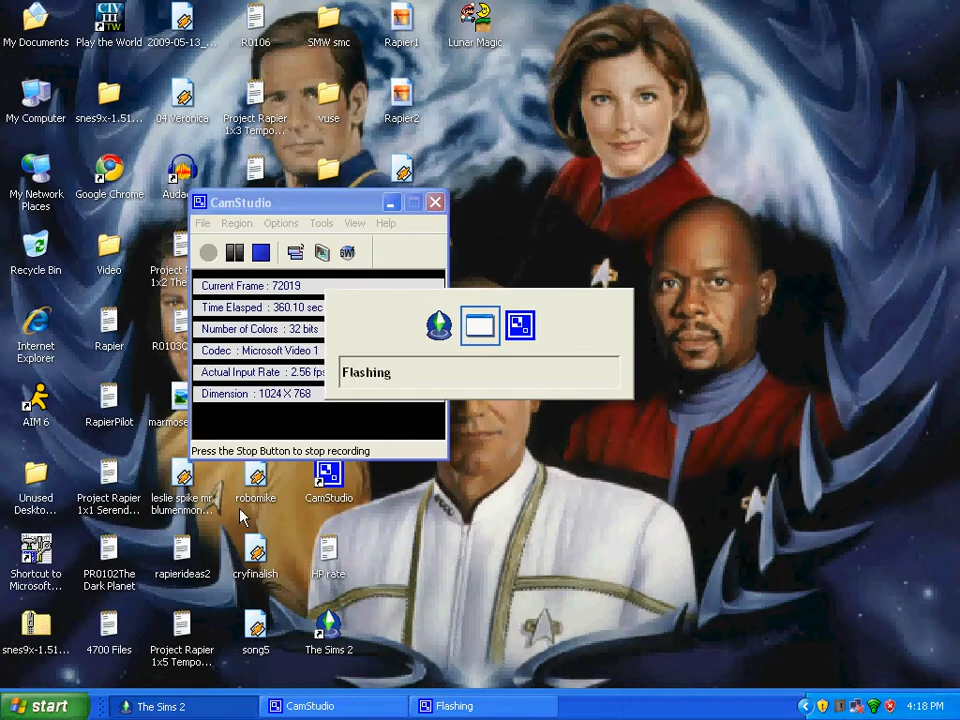 My Documents
Play the World
2009-05-13_...
R0106
SMW smc
Rapier1
Lunar Magic
My Computer
snes9x-1.51...
04 Veronica
Project Rapier
1x3 Tempo...
vuse
Rapier2
My Network
Places
Google Chrome
Audac
Recycle Bin
Video
Project R
1x2 The
Internet
Explorer
Rapier
R0103C
AIM 6
RapierPilot
marmose
Unused
Deskto...
Project Rapier
1x1 Serend...
leslie spike mr
blumenmon...
robomike
CamStudio
Shortcut to
Microsoft...
PR0102The
Dark Planet
rapierideas2
cryfinalish
HP rate
snes9x-1.51...
4700 Files
Project Rapier
1x5 Tempo...
song5
The Sims 2
CamStudio
File Region Options Tools View Help
Current Frame : 72019
Time Elasped : 360.10 sec
Number of Colors : 32 bits
Codec : Microsoft Video 1
Actual Input Rate : 2.56 fps
Dimension : 1024 X 768
Press the Stop Button to stop recording
Flashing
start
The Sims 2
CamStudio
Flashing
4:18 PM